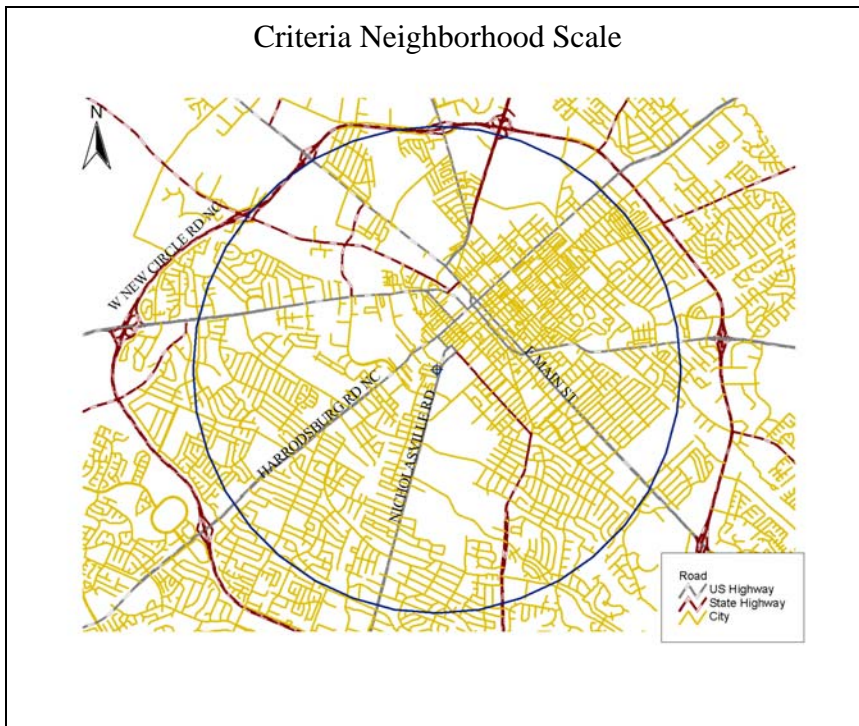 Criteria Neighborhood Scale
N
W NEW CIRCLE RD NC
HARRODSBURG RD NC
NICHOLASVILLE RD
E MAIN ST
Road
US Highway
State Highway
City